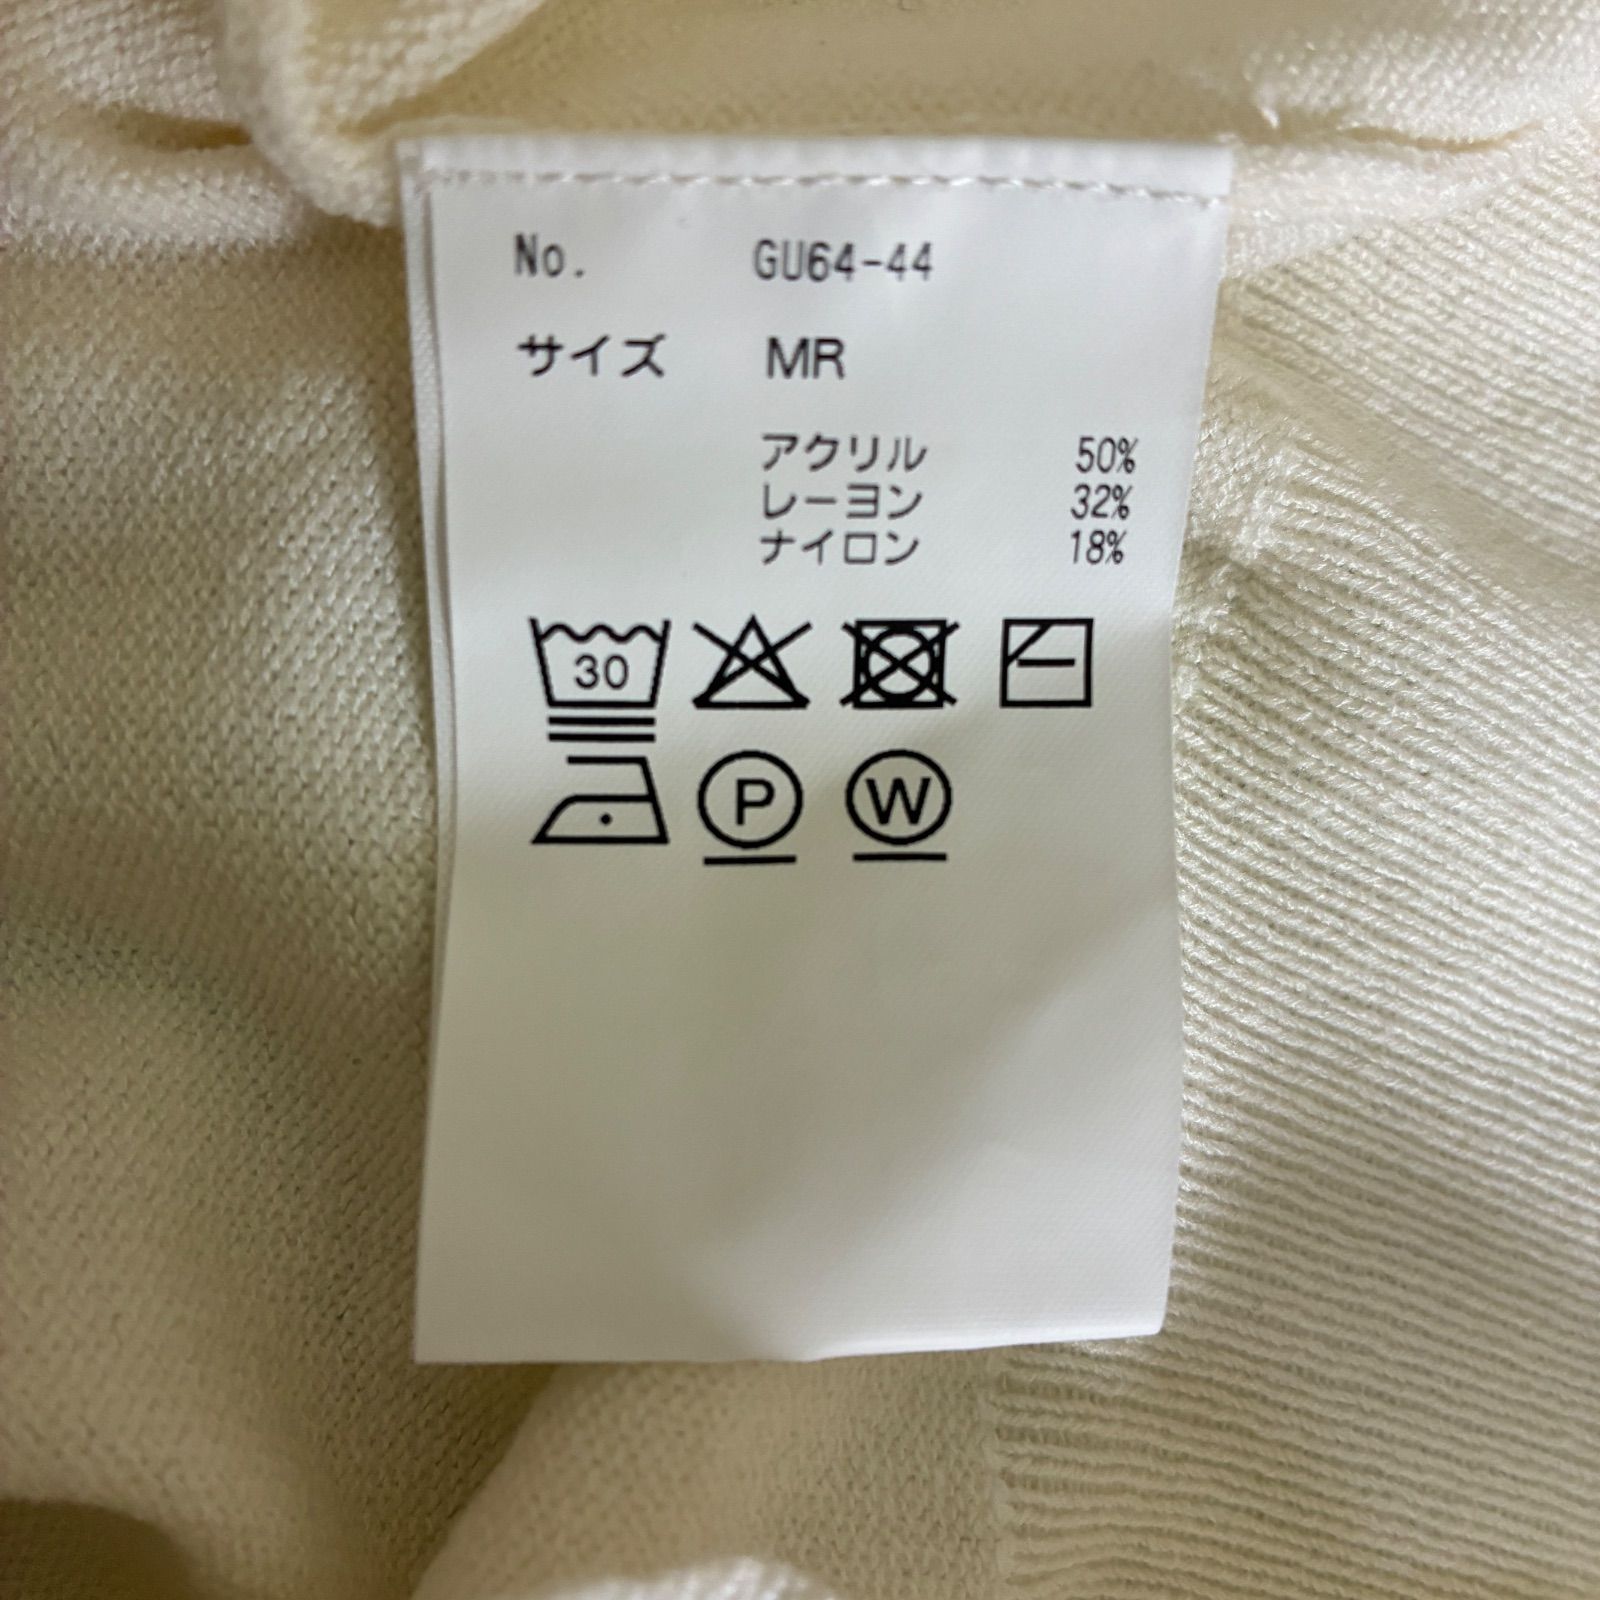 No. GU64-44
サイズ MR
アクリル 50%
レーヨン 32%
ナイロン 18%
30
P W